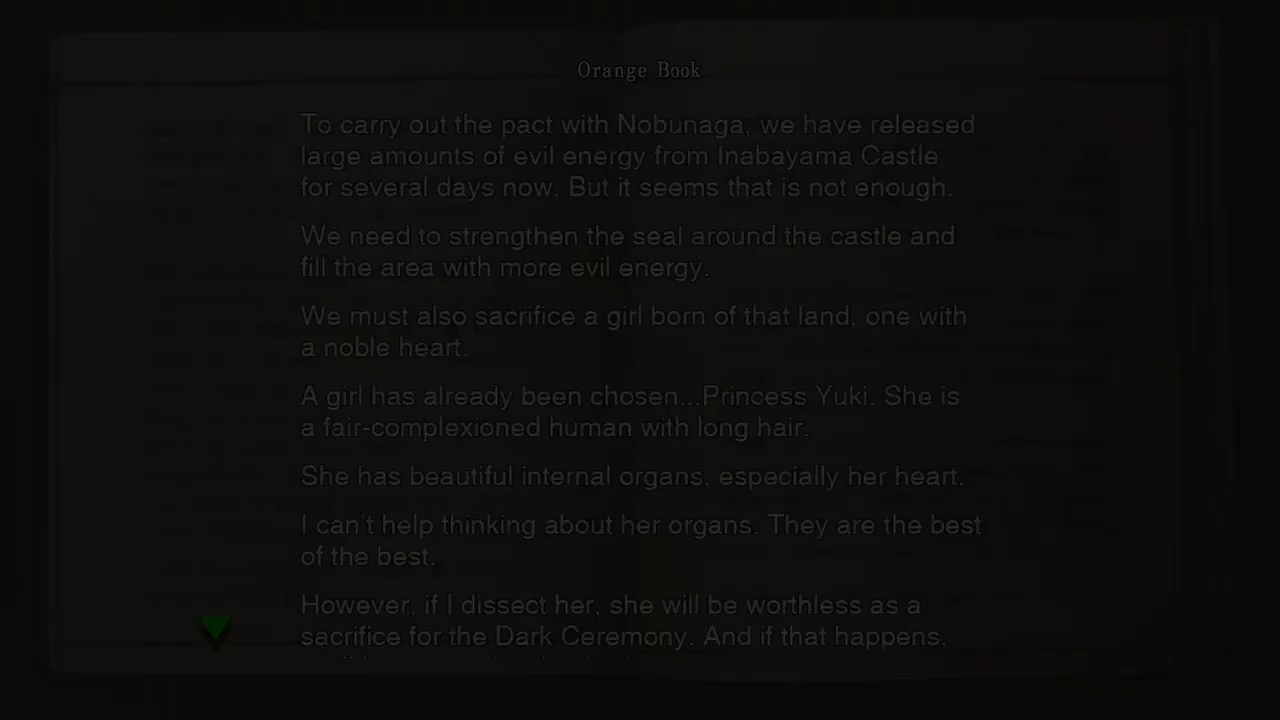 Orange Book
To carry out the pact with Nobunaga, we have released
large amounts of evil energy from Inabayama Castle
for several days now. But it seems that is not enough.
We need to strengthen the seal around the castle and
fill the area with more evil energy.
We must also sacrifice a girl born of that land, one with
a noble heart.
A girl has already been chosen...Princess Yuki. She is
a fair-complexioned human with long hair.
She has beautiful internal organs, especially her heart.
I can't help thinking about her organs. They are the best
of the best.
However, if I dissect her, she will be worthless as a
sacrifice for the Dark Ceremony. And if that happens,